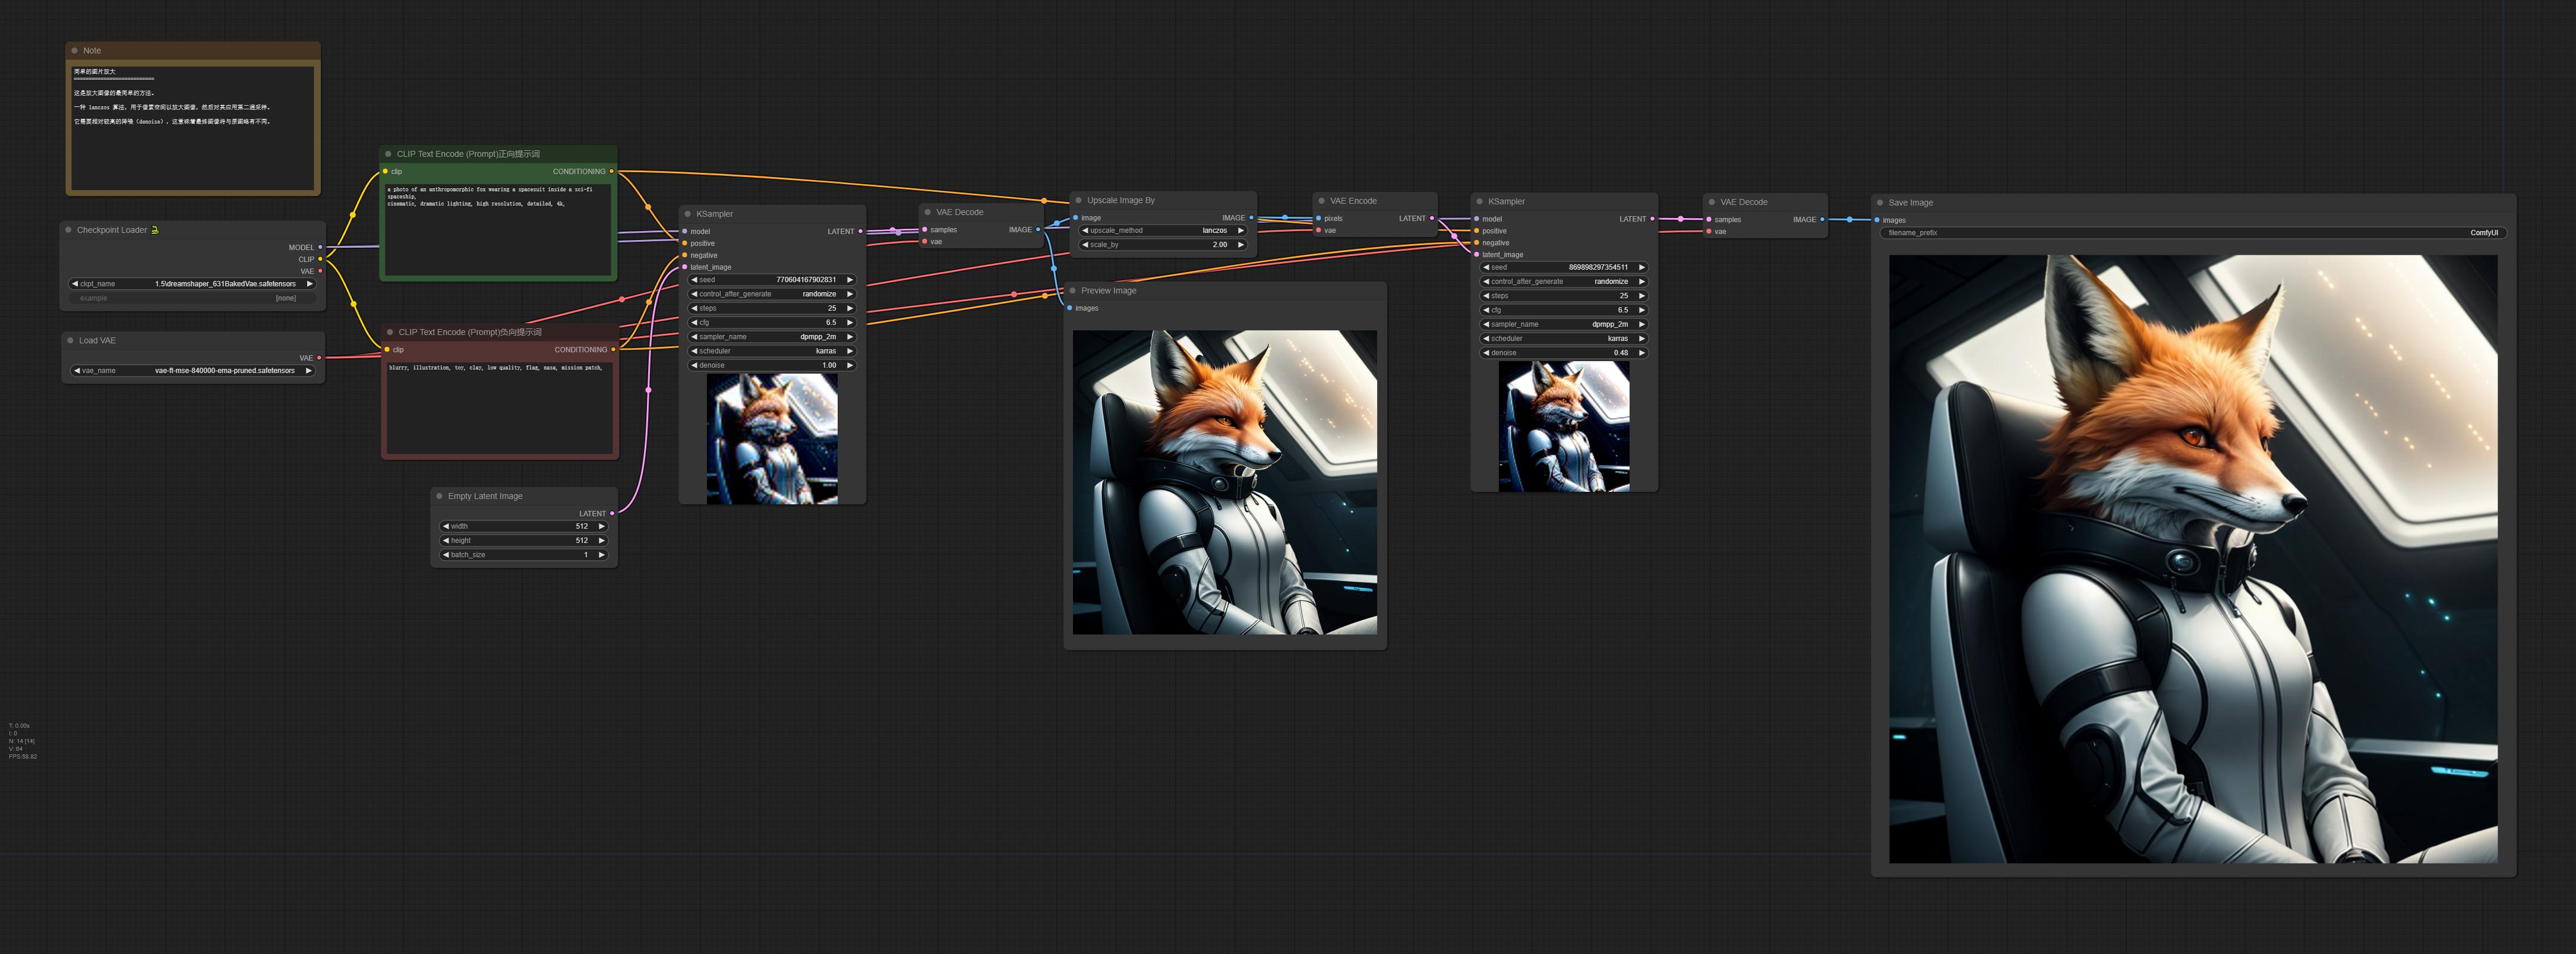 Note
简单的图片放大
===========================
这是放大图像的最简单的方法。
一种 lanczos 算法，用于像素空间以放大图像，然后对其应用第二遍采样。
它需要相对较高的降噪（denoise），这意味着最终图像将与原图略有不同。
Checkpoint Loader
MODEL
CLIP
VAE
ckpt_name 1.5\dreamshaper_631BakedVae.safetensors
example [none]
Load VAE
VAE
vae_name vae-ft-mse-840000-ema-pruned.safetensors
CLIP Text Encode (Prompt)正向提示词
clip CONDITIONING
a photo of an anthropomorphic fox wearing a spacesuit inside a sci-fi
spaceship,
cinematic, dramatic lighting, high resolution, detailed, 4k,
CLIP Text Encode (Prompt)负向提示词
clip CONDITIONING
blurry, illustration, toy, clay, low quality, flag, nasa, mission patch,
Empty Latent Image
LATENT
width 512
height 512
batch_size 1
KSampler
model LATENT
positive
negative
latent_image
seed 770604167902831
control_after_generate randomize
steps 25
cfg 6.5
sampler_name dpmpp_2m
scheduler karras
denoise 1.00
VAE Decode
samples IMAGE
vae
Upscale Image By
image IMAGE
upscale_method lanczos
scale_by 2.00
Preview Image
images
VAE Encode
pixels LATENT
vae
KSampler
model LATENT
positive
negative
latent_image
seed 869898297354511
control_after_generate randomize
steps 25
cfg 6.5
sampler_name dpmpp_2m
scheduler karras
denoise 0.48
VAE Decode
samples IMAGE
vae
Save Image
images
filename_prefix ComfyUI
T: 0.00s
I: 0
N: 14 [14]
V: 64
FPS:58.82